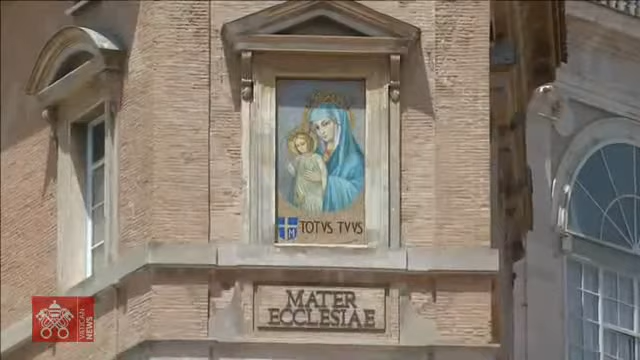 TOTVS TVVS
M
MATER
ECCLESIAE
VATICAN
NEWS